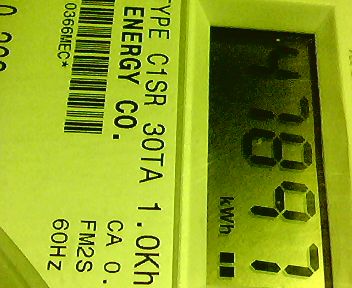 47897
kWh
TYPE C1SR 30TA 1.0Kh
ENERGY CO. CA 0.
FM2S
0366MEC* 60Hz